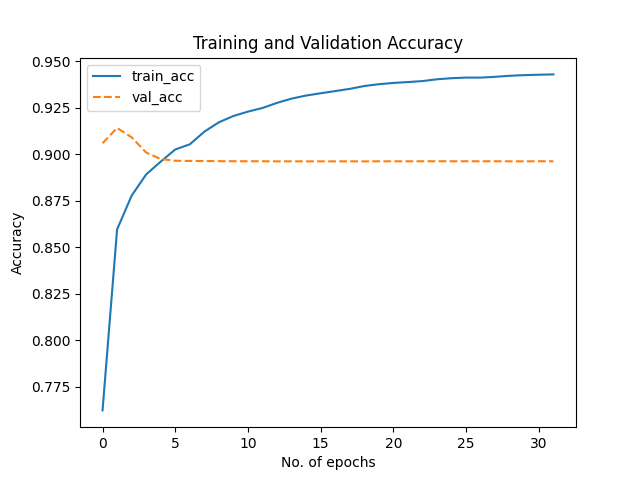 Training and Validation Accuracy
train_acc
val_acc
0.950
0.925
0.900
0.875
0.850
0.825
0.800
0.775
Accuracy
0 5 10 15 20 25 30
No. of epochs